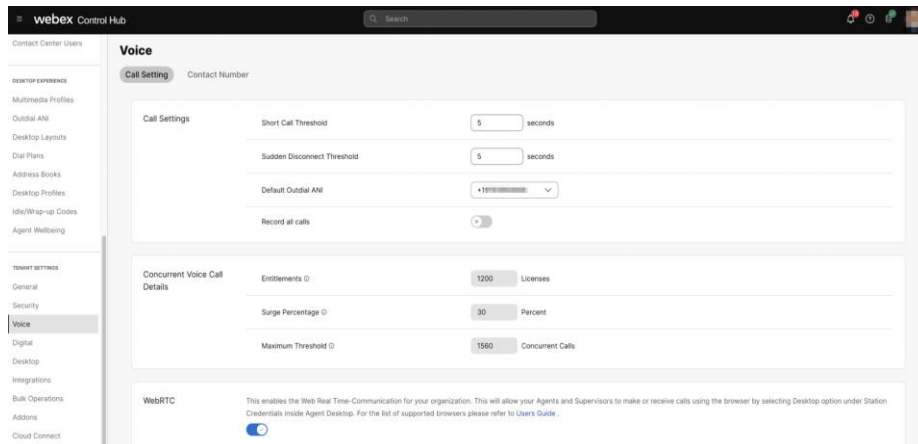 webex Control Hub
Search
Contact Center Users
DESKTOP EXPERIENCE
Multimedia Profiles
Outdial ANI
Desktop Layouts
Dial Plans
Address Books
Desktop Profiles
Idle/Wrap-up Codes
Agent Wellbeing
TENANT SETTINGS
General
Security
Voice
Digital
Desktop
Integrations
Bulk Operations
Addons
Cloud Connect
Voice
Call Setting Contact Number
Call Settings
Short Call Threshold 5 seconds
Sudden Disconnect Threshold 5 seconds
Default Outdial ANI
Record all calls
Concurrent Voice Call
Details
Entitlements 1200 Licenses
Surge Percentage 30 Percent
Maximum Threshold 1560 Concurrent Calls
WebRTC
This enables the Web Real Time-Communication for your organization. This will allow your Agents and Supervisors to make or receive calls using the browser by selecting Desktop option under Station
Credentials inside Agent Desktop. For the list of supported browsers please refer to Users Guide .